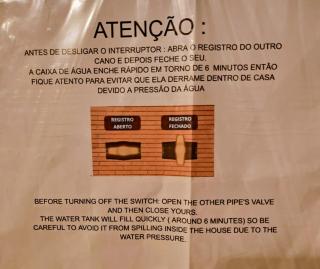 ATENÇÃO :
ANTES DE DESLIGAR O INTERRUPTOR : ABRA O REGISTRO DO OUTRO
CANO E DEPOIS FECHE O SEU.
A CAIXA DE ÁGUA ENCHE RÁPIDO EM TORNO DE 6 MINUTOS ENTÃO
FIQUE ATENTO PARA EVITAR QUE ELA DERRAME DENTRO DE CASA
DEVIDO A PRESSÃO DA ÁGUA
REGISTRO
ABERTO
REGISTRO
FECHADO
BEFORE TURNING OFF THE SWITCH: OPEN THE OTHER PIPE'S VALVE
AND THEN CLOSE YOURS.
THE WATER TANK WILL FILL QUICKLY ( AROUND 6 MINUTES) SO BE
CAREFUL TO AVOID IT FROM SPILLING INSIDE THE HOUSE DUE TO THE
WATER PRESSURE.